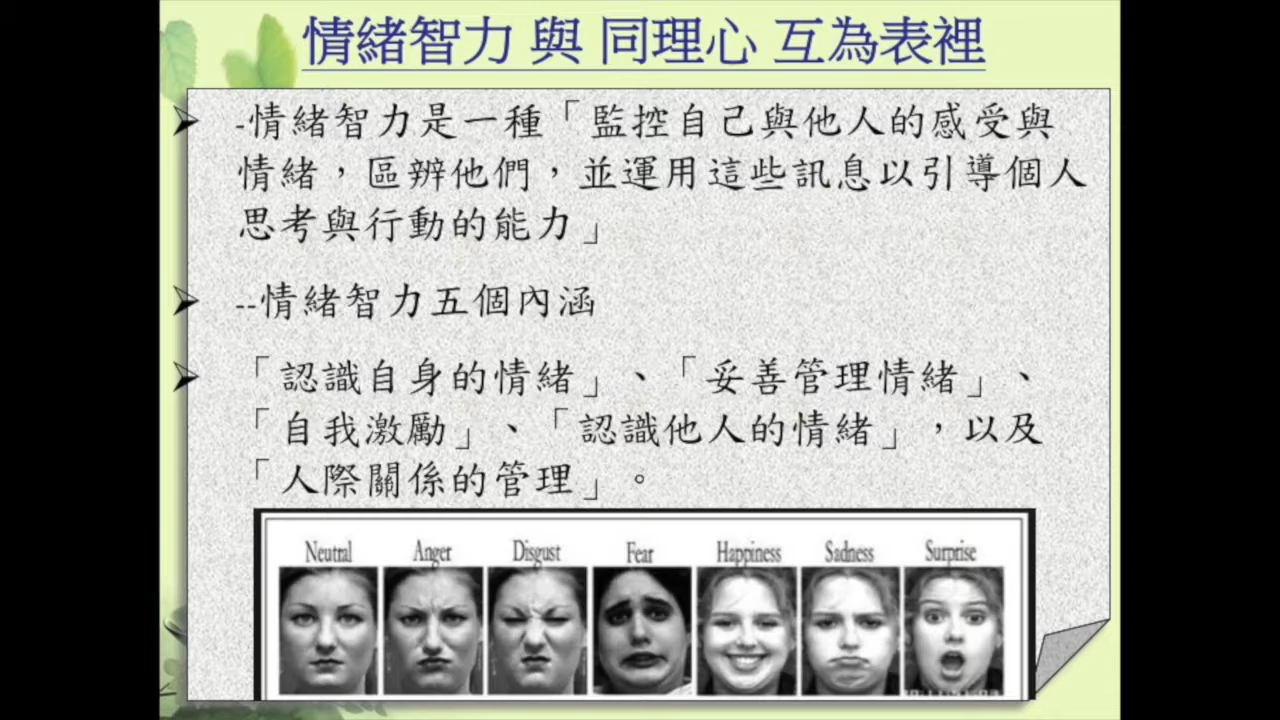 情緒智力 與 同理心 互為表裡
-情緒智力是一種「監控自己與他人的感受與
情緒，區辨他們，並運用這些訊息以引導個人
思考與行動的能力」
--情緒智力五個內涵
「認識自身的情緒」、「妥善管理情緒」、
「自我激勵」、「認識他人的情緒」，以及
「人際關係的管理」。
Neutral Anger Disgust Fear Happiness Sadness Surprise